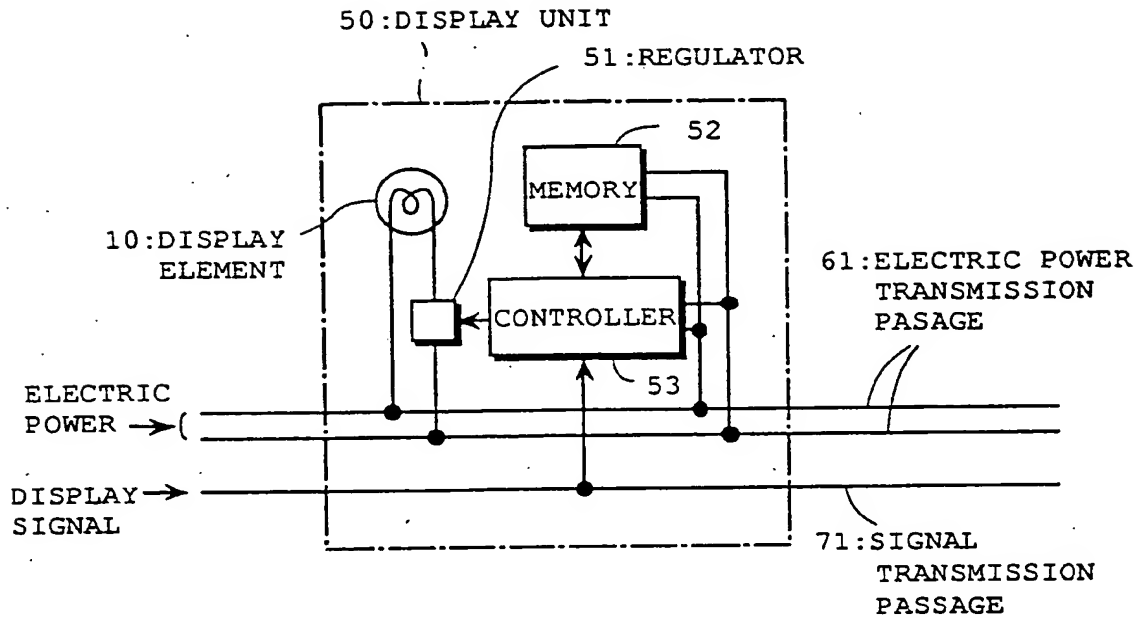 50:DISPLAY UNIT
51:REGULATOR
52
MEMORY
10:DISPLAY
ELEMENT
61:ELECTRIC POWER
TRANSMISSION
PASAGE
CONTROLLER
53
ELECTRIC
POWER
DISPLAY
SIGNAL
71:SIGNAL
TRANSMISSION
PASSAGE